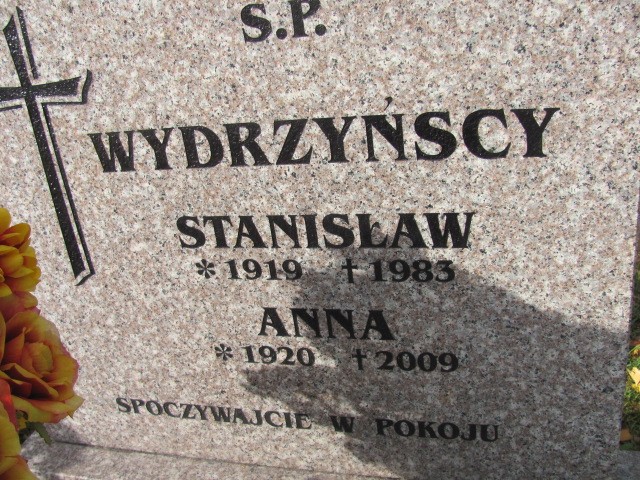 S.P.
WYDRZYŃSCY
STANISŁAW
* 1919 † 1983
ANNA
* 1920 † 2009
SPOCZYWAJCIE W POKOJU